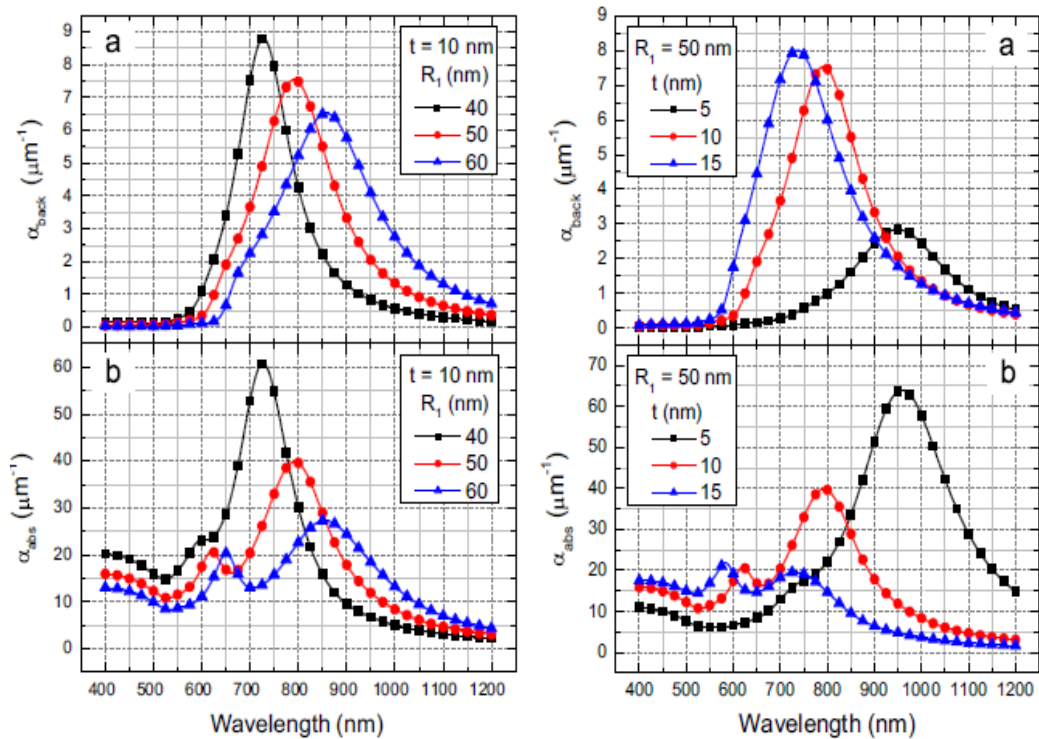 a
t = 10 nm
R₁ (nm)
40
50
60
9
8
7
6
5
4
3
2
1
0
α_back (μm⁻¹)
b
t = 10 nm
R₁ (nm)
40
50
60
60
50
40
30
20
10
0
α_abs (μm⁻¹)
400 500 600 700 800 900 1000 1100 1200
Wavelength (nm)
a
R₁ = 50 nm
t (nm)
5
10
15
9
8
7
6
5
4
3
2
1
0
α_back (μm⁻¹)
b
R₁ = 50 nm
t (nm)
5
10
15
70
60
50
40
30
20
10
0
α_abs (μm⁻¹)
400 500 600 700 800 900 1000 1100 1200
Wavelength (nm)